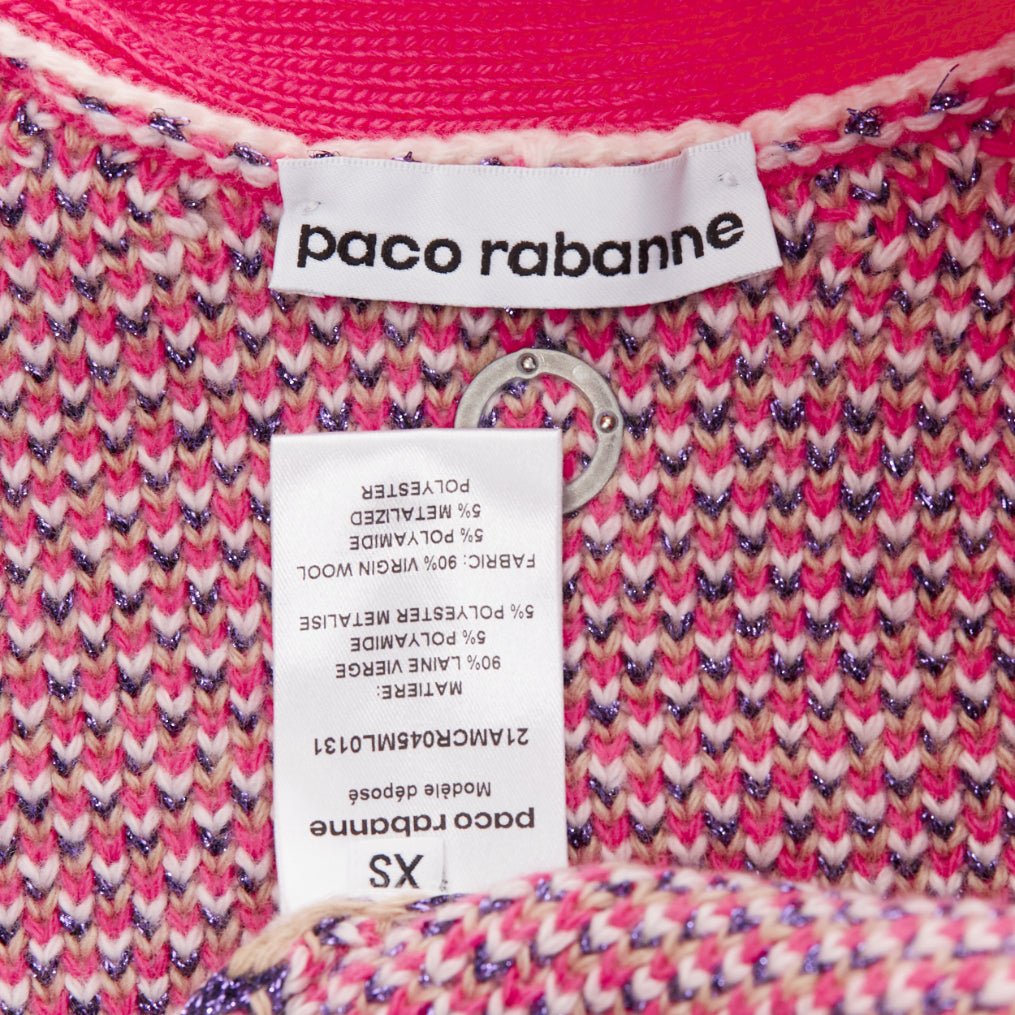 paco rabanne
XS
paco rabanne
Modèle déposé
21AMCR045ML0131
MATIERE:
90% LAINE VIERGE
5% POLYAMIDE
5% POLYESTER METALISE
FABRIC: 90% VIRGIN WOOL
5% POLYAMIDE
5% METALIZED
POLYESTER